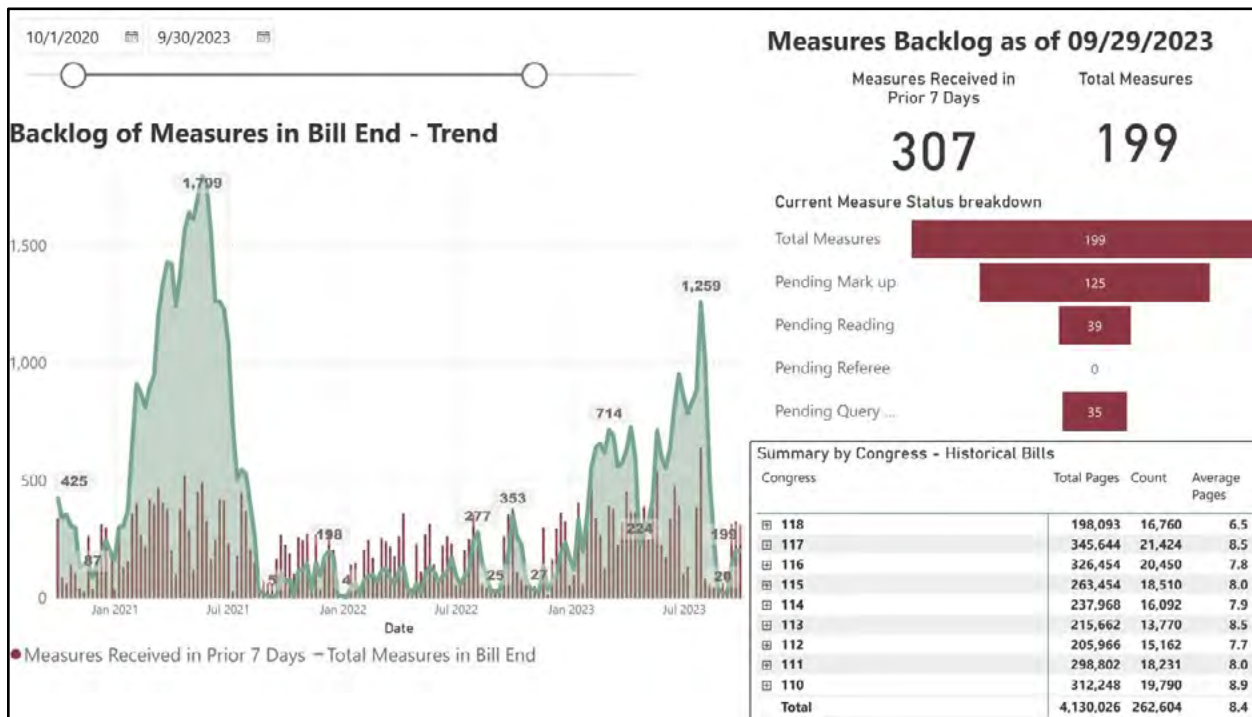 10/1/2020 9/30/2023
Backlog of Measures in Bill End - Trend
1,799
1,500
1,259
1,000
714
500
425
353
277
224
198
199
87
5
4
25
27
20
0
Jan 2021 Jul 2021 Jan 2022 Jul 2022 Jan 2023 Jul 2023
Date
Measures Received in Prior 7 Days Total Measures in Bill End
Measures Backlog as of 09/29/2023
Measures Received in
Prior 7 Days
Total Measures
307 199
Current Measure Status breakdown
Total Measures 199
Pending Mark up 125
Pending Reading 39
Pending Referee 0
Pending Query ... 35
Summary by Congress - Historical Bills
Congress Total Pages Count Average
Pages
118 198,093 16,760 6.5
117 345,644 21,424 8.5
116 326,454 20,450 7.8
115 263,454 18,510 8.0
114 237,968 16,092 7.9
113 215,662 13,770 8.5
112 205,966 15,162 7.7
111 298,802 18,231 8.0
110 312,248 19,790 8.9
Total 4,130,026 262,604 8.4